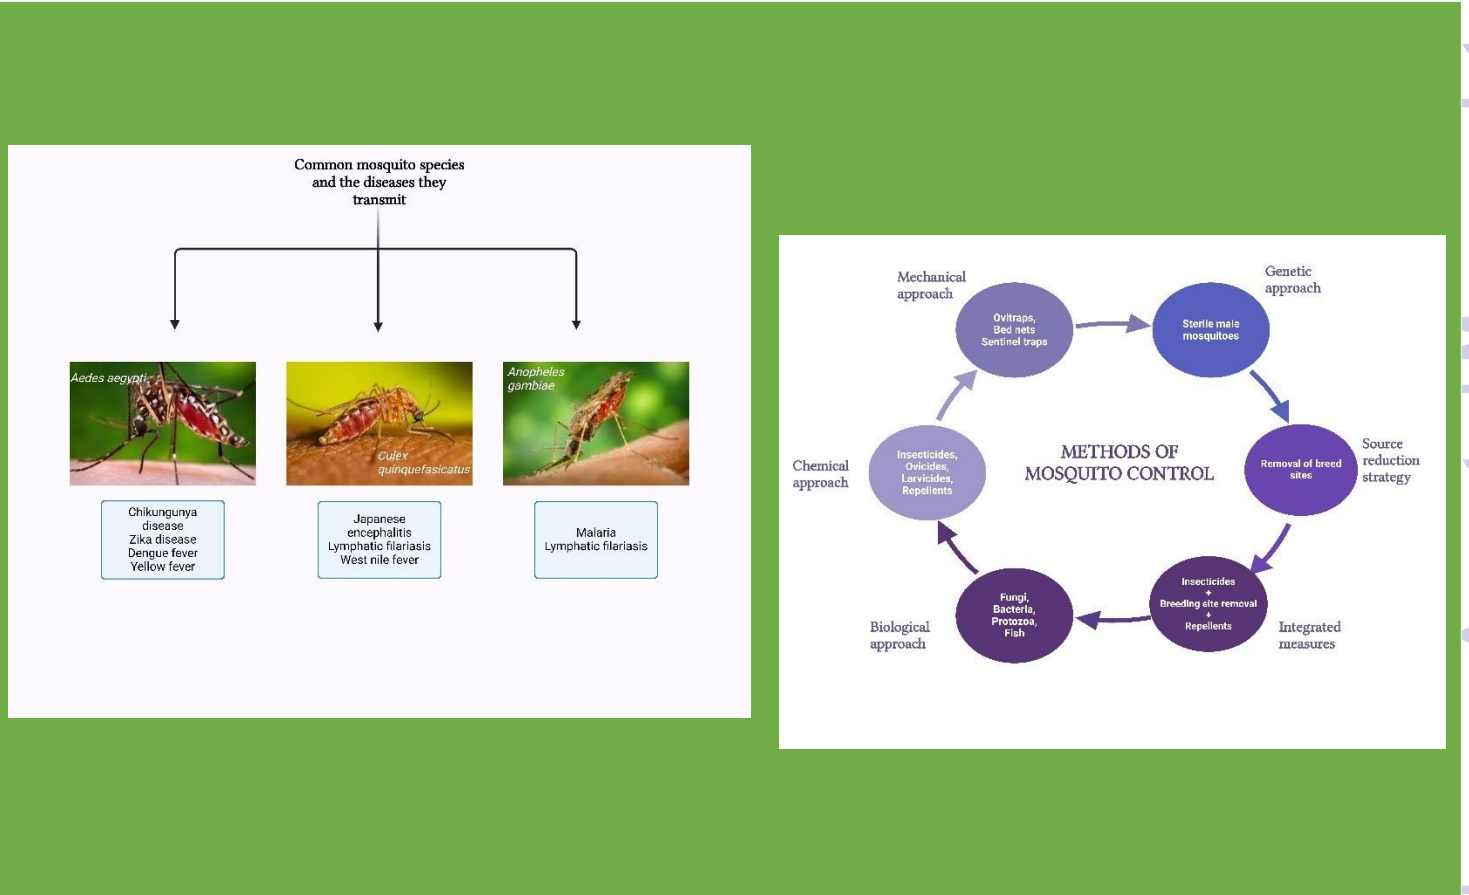 Common mosquito species
and the diseases they
transmit
Aedes aegypti
Culex
quinquefasicatus
Anopheles
gambiae
Chikungunya
disease
Zika disease
Dengue fever
Yellow fever
Japanese
encephalitis
Lymphatic filariasis
West nile fever
Malaria
Lymphatic filariasis
METHODS OF
MOSQUITO CONTROL
Mechanical
approach
Ovitraps,
Bed nets
Sentinel traps
Genetic
approach
Sterile male
mosquitoes
Source
reduction
strategy
Removal of breed
sites
Integrated
measures
Insecticides
+
Breeding site removal
+
Repellents
Biological
approach
Fungi,
Bacteria,
Protozoa,
Fish
Chemical
approach
Insecticides,
Ovicides,
Larvicides,
Repellents